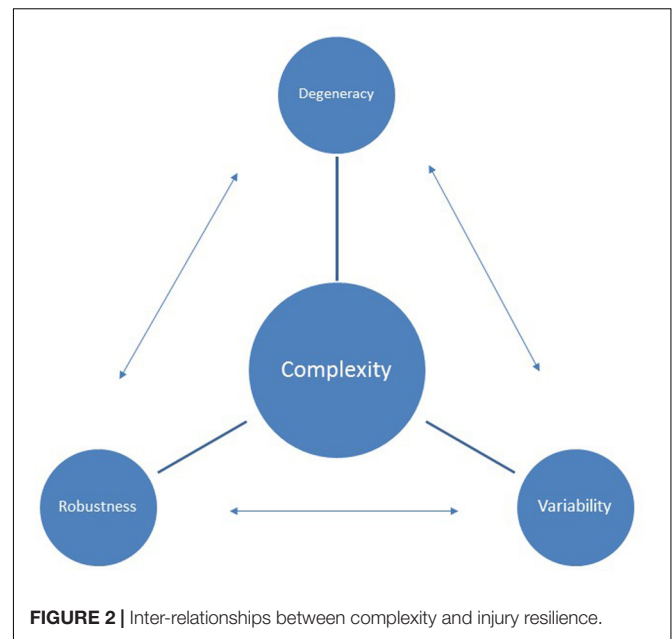 Degeneracy
Complexity
Robustness
Variability
FIGURE 2 | Inter-relationships between complexity and injury resilience.